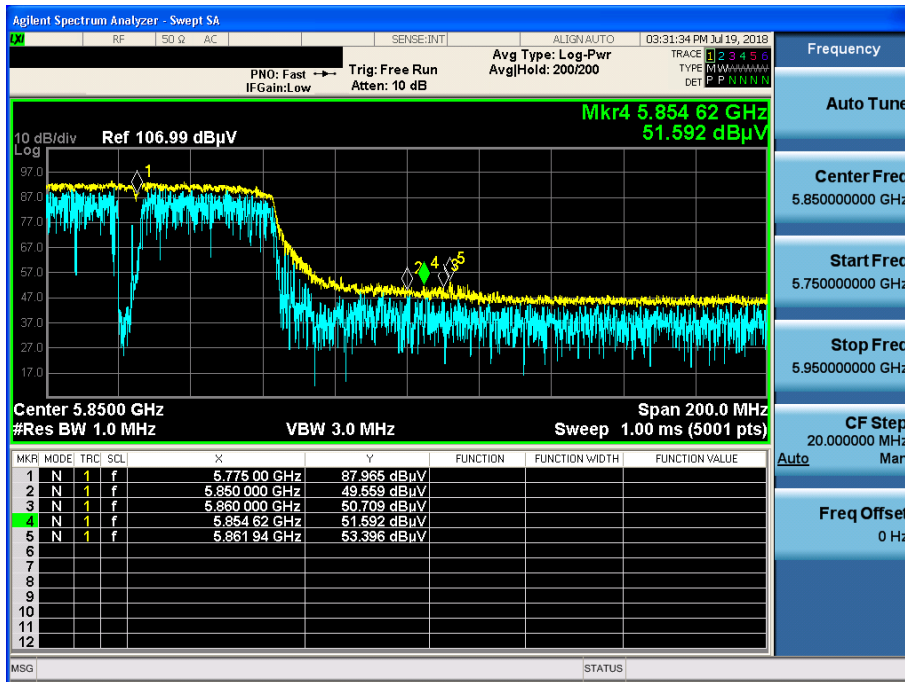 Agilent Spectrum Analyzer - Swept SA
LXI RF 50 Ω AC SENSE:INT ALIGN AUTO 03:31:34 PM Jul 19, 2018
PNO: Fast
IFGain:Low
Trig: Free Run
Atten: 10 dB
Avg Type: Log-Pwr
Avg|Hold: 200/200
TRACE 1 2 3 4 5 6
TYPE M W W W W W
DET P P N N N N
Mkr4 5.854 62 GHz
51.592 dBµV
10 dB/div Ref 106.99 dBµV
Log
97.0
87.0
77.0
67.0
57.0
47.0
37.0
27.0
17.0
1
2
4
3
5
Center 5.8500 GHz Span 200.0 MHz
#Res BW 1.0 MHz VBW 3.0 MHz Sweep 1.00 ms (5001 pts)
MKR MODE TRC SCL X Y FUNCTION FUNCTION WIDTH FUNCTION VALUE
1 N 1 f 5.775 00 GHz 87.965 dBµV
2 N 1 f 5.850 000 GHz 49.559 dBµV
3 N 1 f 5.860 000 GHz 50.709 dBµV
4 N 1 f 5.854 62 GHz 51.592 dBµV
5 N 1 f 5.861 94 GHz 53.396 dBµV
6
7
8
9
10
11
12
MSG STATUS
Frequency
Auto Tune
Center Freq
5.850000000 GHz
Start Freq
5.750000000 GHz
Stop Freq
5.950000000 GHz
CF Step
20.000000 MHz
Auto Man
Freq Offset
0 Hz